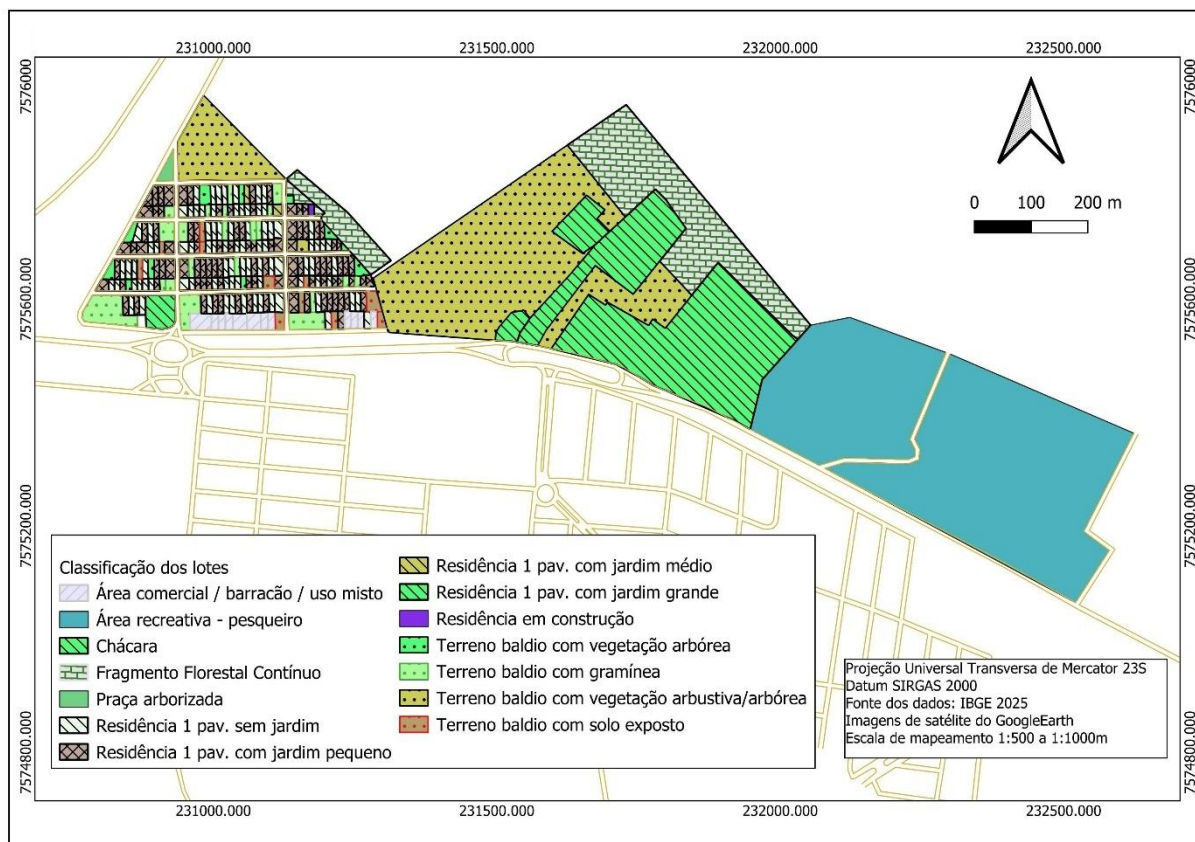 231000.000 231500.000 232000.000 232500.000
7576000
7575600.000
7575200.000
7574800.000
7576000
7575600.000
7575200.000
7574800.000
0 100 200 m
Classificação dos lotes
Área comercial / barracão / uso misto
Área recreativa - pesqueiro
Chácara
Fragmento Florestal Contínuo
Praça arborizada
Residência 1 pav. sem jardim
Residência 1 pav. com jardim pequeno
Residência 1 pav. com jardim médio
Residência 1 pav. com jardim grande
Residência em construção
Terreno baldio com vegetação arbórea
Terreno baldio com gramínea
Terreno baldio com vegetação arbustiva/arbórea
Terreno baldio com solo exposto
Projeção Universal Transversa de Mercator 23S
Datum SIRGAS 2000
Fonte dos dados: IBGE 2025
Imagens de satélite do GoogleEarth
Escala de mapeamento 1:500 a 1:1000m
231000.000 231500.000 232000.000 232500.000